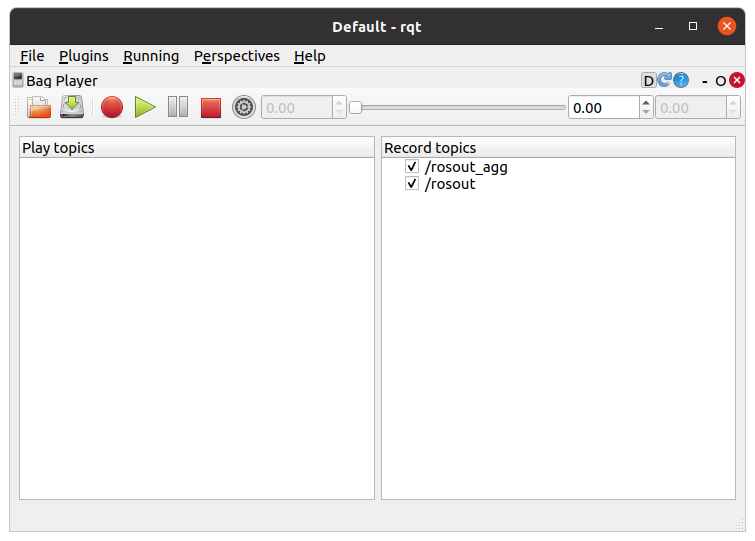 Default - rqt
File Plugins Running Perspectives Help
Bag Player D ? - O
0.00 0.00 0.00
Play topics
Record topics
/rosout_agg
/rosout